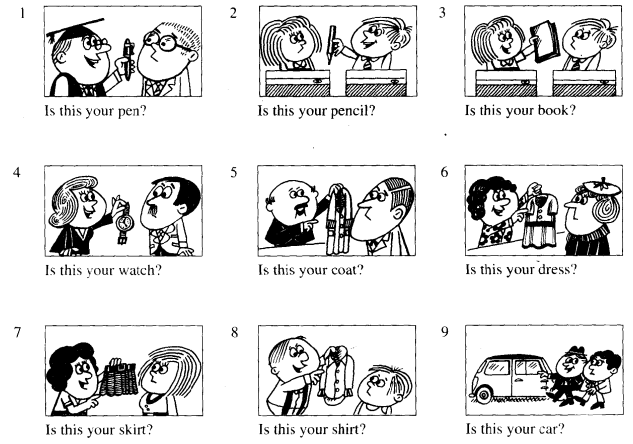 1
Is this your pen?
2
Is this your pencil?
3
Is this your book?
4
Is this your watch?
5
Is this your coat?
6
Is this your dress?
7
Is this your skirt?
8
Is this your shirt?
9
Is this your car?